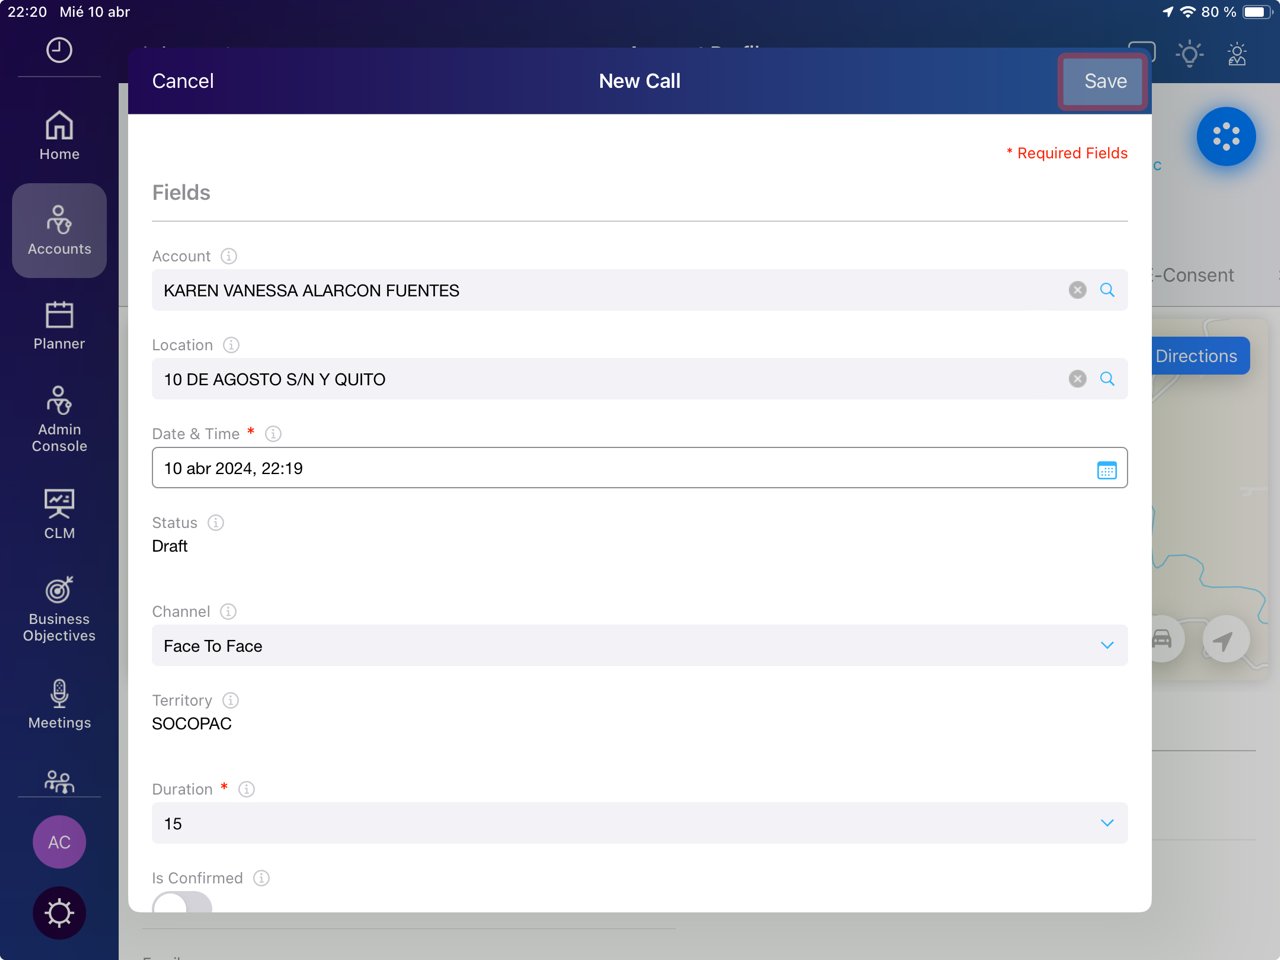 22:20 Mié 10 abr
80 %
Cancel
New Call
Save
* Required Fields
Fields
Account
KAREN VANESSA ALARCON FUENTES
Location
10 DE AGOSTO S/N Y QUITO
Date & Time *
10 abr 2024, 22:19
Status
Draft
Channel
Face To Face
Territory
SOCOPAC
Duration *
15
Is Confirmed
Home
Accounts
Planner
Admin
Console
CLM
Business
Objectives
Meetings
AC
c
E-Consent
Directions